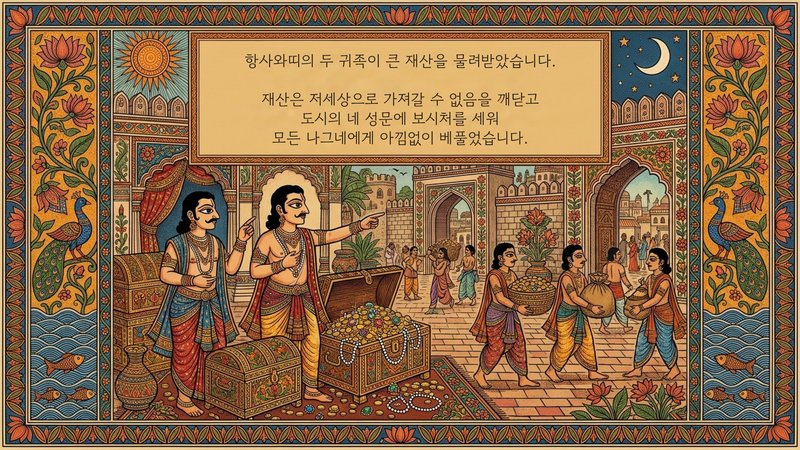 항사와띠의 두 귀족이 큰 재산을 물려받았습니다.
재산은 저세상으로 가져갈 수 없음을 깨닫고
도시의 네 성문에 보시처를 세워
모든 나그네에게 아낌없이 베풀었습니다.